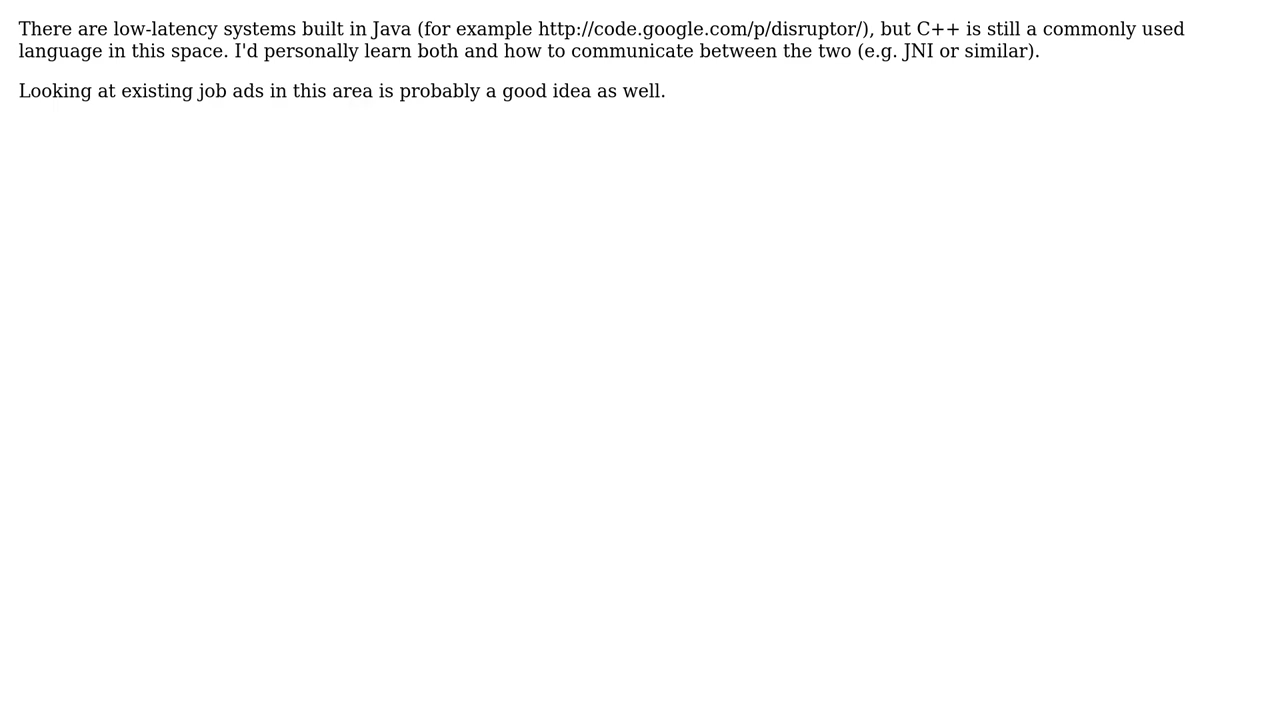 There are low-latency systems built in Java (for example http://code.google.com/p/disruptor/), but C++ is still a commonly used
language in this space. I'd personally learn both and how to communicate between the two (e.g. JNI or similar).
Looking at existing job ads in this area is probably a good idea as well.